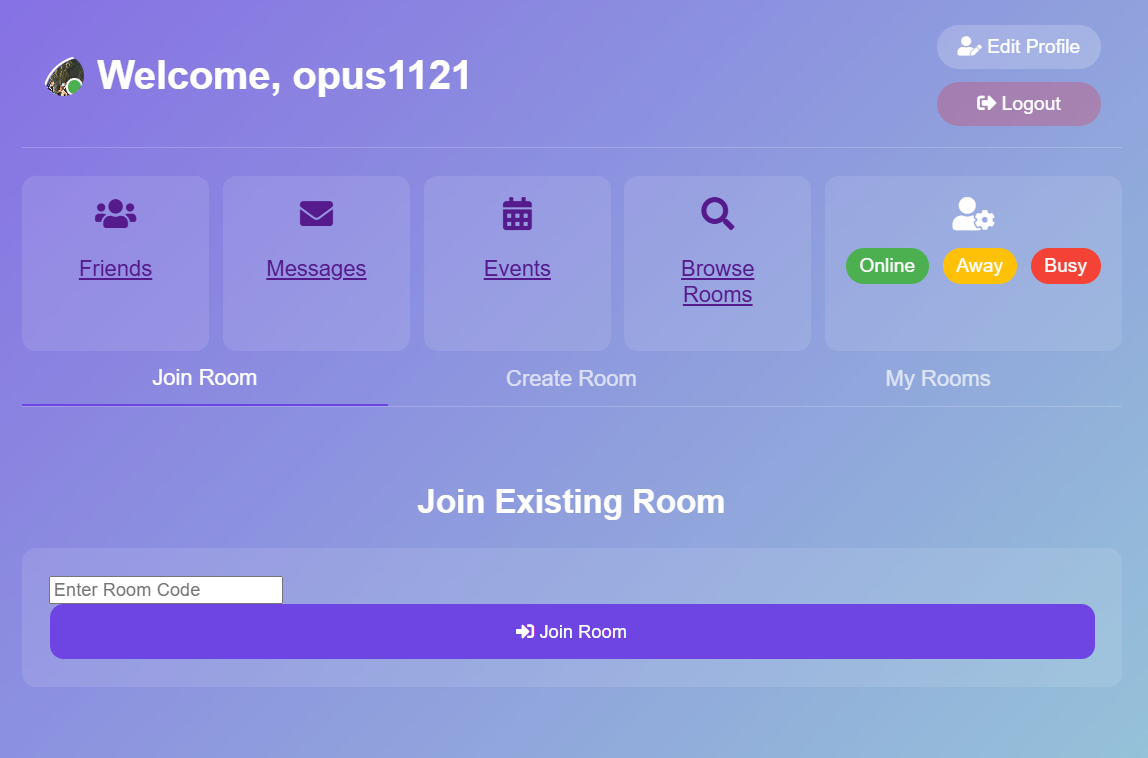 Welcome, opus1121
Edit Profile
Logout
Friends
Messages
Events
Browse
Rooms
Online
Away
Busy
Join Room
Create Room
My Rooms
Join Existing Room
Enter Room Code
Join Room